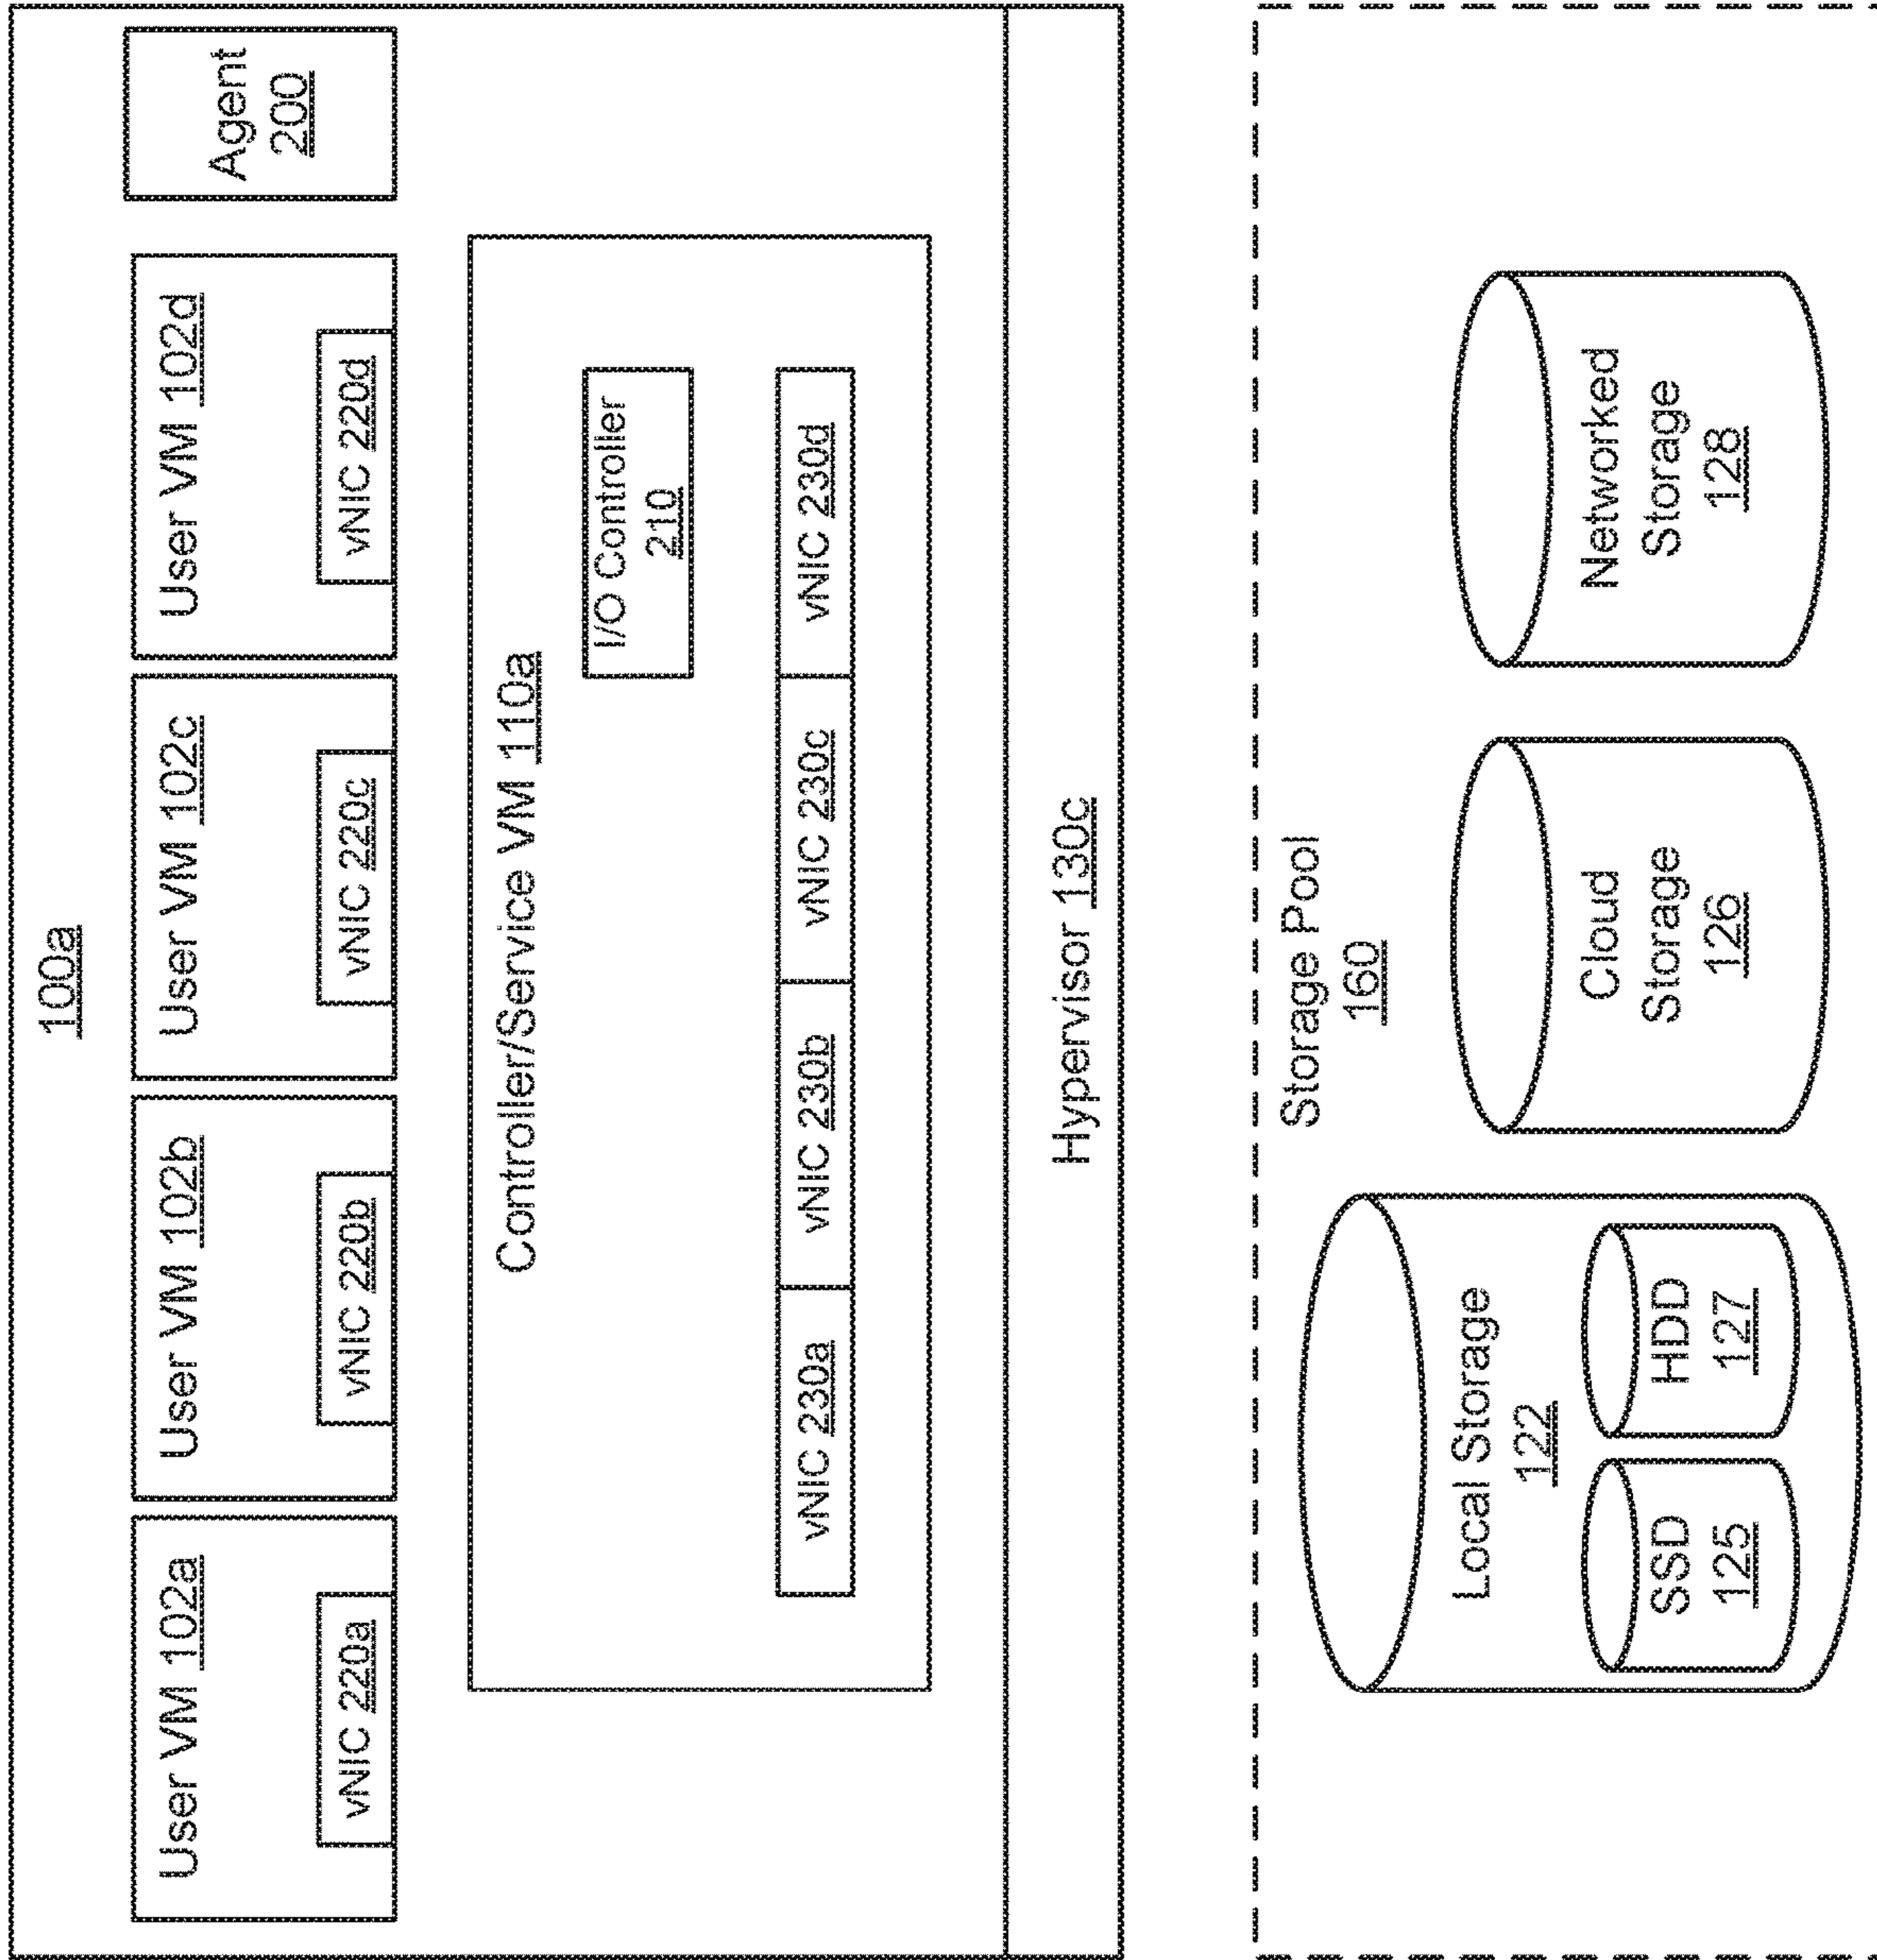 100a
User VM 102a
vNIC 220a
User VM 102b
vNIC 220b
User VM 102c
vNIC 220c
User VM 102d
vNIC 220d
Agent
200
Controller/Service VM 110a
I/O Controller
210
vNIC 230a
vNIC 230b
vNIC 230c
vNIC 230d
Hypervisor 130c
Storage Pool
160
Local Storage
122
SSD
125
HDD
127
Cloud
Storage
126
Networked
Storage
128